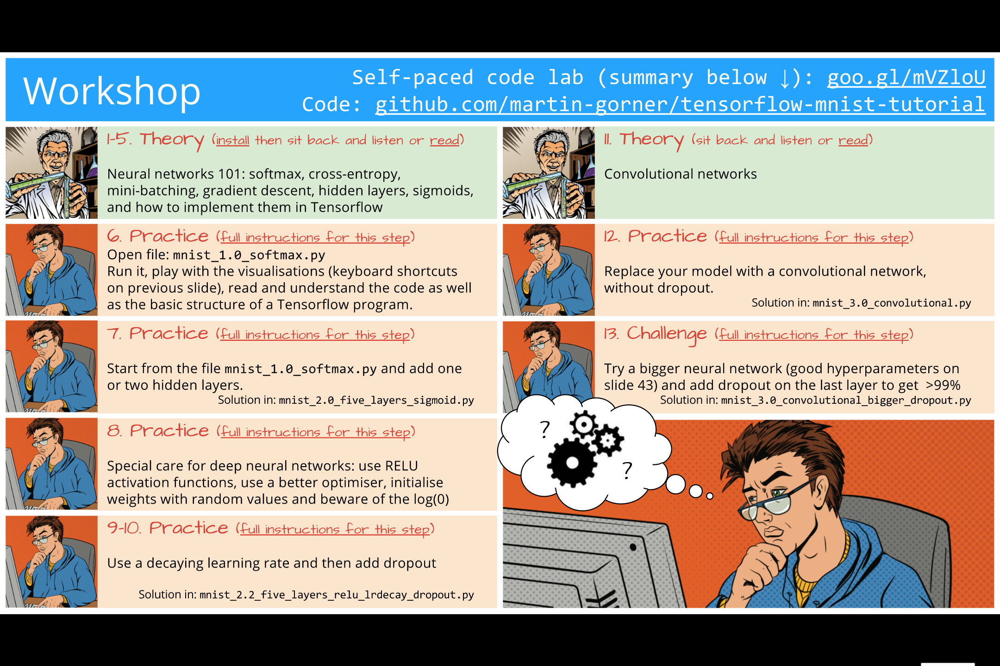 Workshop
Self-paced code lab (summary below ↓): goo.gl/mVZloU
Code: github.com/martin-gorner/tensorflow-mnist-tutorial
1-5. Theory (install then sit back and listen or read)
Neural networks 101: softmax, cross-entropy,
mini-batching, gradient descent, hidden layers, sigmoids,
and how to implement them in Tensorflow
6. Practice (full instructions for this step)
Open file: mnist_1.0_softmax.py
Run it, play with the visualisations (keyboard shortcuts
on previous slide), read and understand the code as well
as the basic structure of a Tensorflow program.
7. Practice (full instructions for this step)
Start from the file mnist_1.0_softmax.py and add one
or two hidden layers.
Solution in: mnist_2.0_five_layers_sigmoid.py
8. Practice (full instructions for this step)
Special care for deep neural networks: use RELU
activation functions, use a better optimiser, initialise
weights with random values and beware of the log(0)
9-10. Practice (full instructions for this step)
Use a decaying learning rate and then add dropout
Solution in: mnist_2.2_five_layers_relu_lrdecay_dropout.py
11. Theory (sit back and listen or read)
Convolutional networks
12. Practice (full instructions for this step)
Replace your model with a convolutional network,
without dropout.
Solution in: mnist_3.0_convolutional.py
13. Challenge (full instructions for this step)
Try a bigger neural network (good hyperparameters on
slide 43) and add dropout on the last layer to get >99%
Solution in: mnist_3.0_convolutional_bigger_dropout.py
?
?